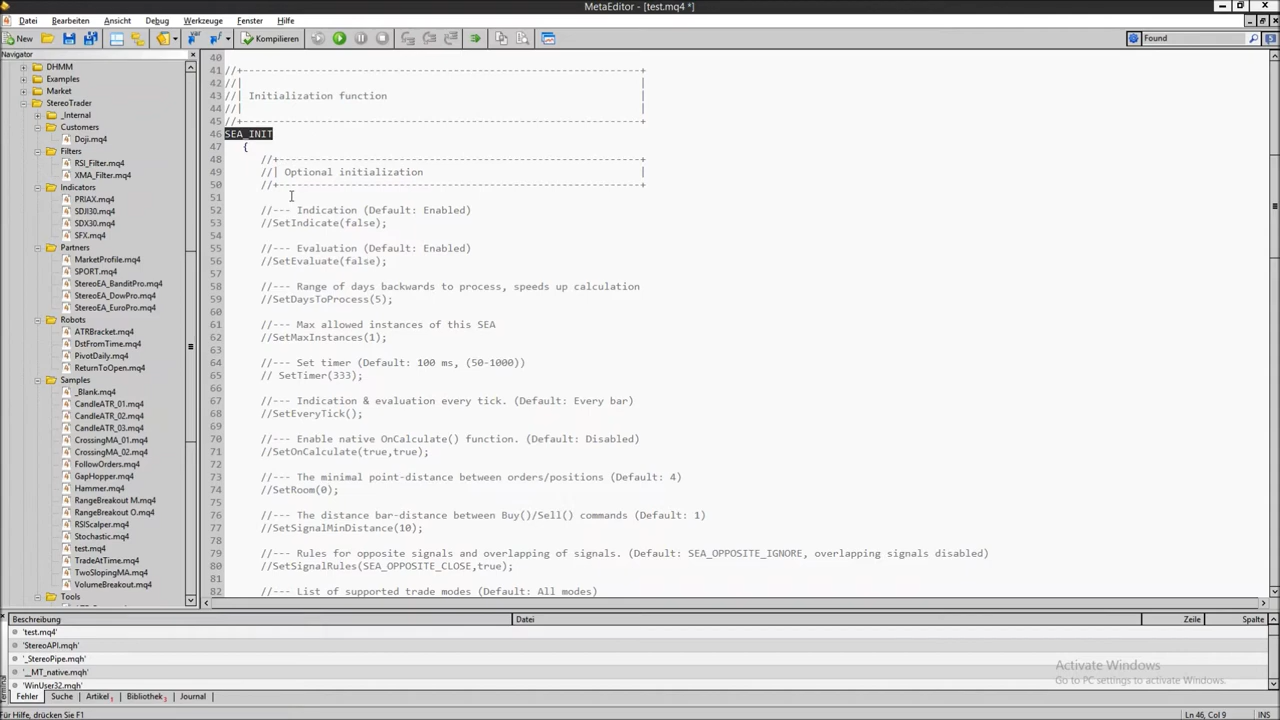 MetaEditor - [test.mq4 *]
Datei Bearbeiten Ansicht Debug Werkzeuge Fenster Hilfe
New Kompilieren Found
Navigator
DHMM
Examples
Market
StereoTrader
_Internal
Customers
Doji.mq4
Filters
RSI_Filter.mq4
XMA_Filter.mq4
Indicators
PRIAX.mq4
SDJI30.mq4
SDX30.mq4
SFX.mq4
Partners
MarketProfile.mq4
SPORT.mq4
StereoEA_BanditPro.mq4
StereoEA_DowPro.mq4
StereoEA_EuroPro.mq4
Robots
ATRBracket.mq4
DstFromTime.mq4
PivotDaily.mq4
ReturnToOpen.mq4
Samples
_Blank.mq4
CandleATR_01.mq4
CandleATR_02.mq4
CandleATR_03.mq4
CrossingMA_01.mq4
CrossingMA_02.mq4
FollowOrders.mq4
GapHopper.mq4
Hammer.mq4
RangeBreakout M.mq4
RangeBreakout O.mq4
RSIScalper.mq4
Stochastic.mq4
test.mq4
TradeAtTime.mq4
TwoSlopingMA.mq4
VolumeBreakout.mq4
Tools
40
41 //+------------------------------------------------------------------+
42 //| |
43 //| Initialization function |
44 //| |
45 //+------------------------------------------------------------------+
46 SEA_INIT
47 {
48 //+------------------------------------------------------------+
49 //| Optional initialization |
50 //+------------------------------------------------------------+
51
52 //--- Indication (Default: Enabled)
53 //SetIndicate(false);
54
55 //--- Evaluation (Default: Enabled)
56 //SetEvaluate(false);
57
58 //--- Range of days backwards to process, speeds up calculation
59 //SetDaysToProcess(5);
60
61 //--- Max allowed instances of this SEA
62 //SetMaxInstances(1);
63
64 //--- Set timer (Default: 100 ms, (50-1000))
65 // SetTimer(333);
66
67 //--- Indication & evaluation every tick. (Default: Every bar)
68 //SetEveryTick();
69
70 //--- Enable native OnCalculate() function. (Default: Disabled)
71 //SetOnCalculate(true,true);
72
73 //--- The minimal point-distance between orders/positions (Default: 4)
74 //SetRoom(0);
75
76 //--- The distance bar-distance between Buy()/Sell() commands (Default: 1)
77 //SetSignalMinDistance(10);
78
79 //--- Rules for opposite signals and overlapping of signals. (Default: SEA_OPPOSITE_IGNORE, overlapping signals disabled)
80 //SetSignalRules(SEA_OPPOSITE_CLOSE,true);
81
82 //--- List of supported trade modes (Default: All modes)
Beschreibung Datei Zeile Spalte
'test.mq4'
'StereoAPI.mqh'
'_StereoPipe.mqh'
'__MT_native.mqh'
'WinUser32.mqh'
Activate Windows
Go to PC settings to activate Windows.
Terminal
Fehler Suche Artikel Bibliothek Journal
Für Hilfe, drücken Sie F1 Ln 46, Col 9 INS